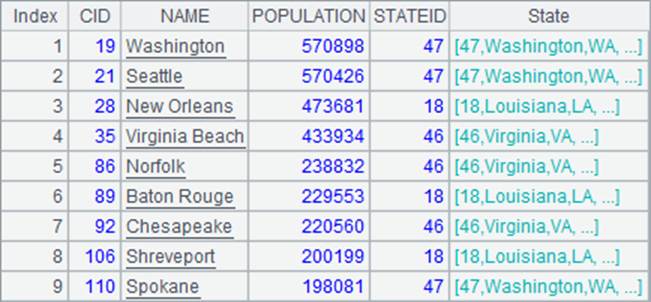 Index CID NAME POPULATION STATEID State
1 19 Washington 570898 47 [47,Washington,WA, ...]
2 21 Seattle 570426 47 [47,Washington,WA, ...]
3 28 New Orleans 473681 18 [18,Louisiana,LA, ...]
4 35 Virginia Beach 433934 46 [46,Virginia,VA, ...]
5 86 Norfolk 238832 46 [46,Virginia,VA, ...]
6 89 Baton Rouge 229553 18 [18,Louisiana,LA, ...]
7 92 Chesapeake 220560 46 [46,Virginia,VA, ...]
8 106 Shreveport 200199 18 [18,Louisiana,LA, ...]
9 110 Spokane 198081 47 [47,Washington,WA, ...]